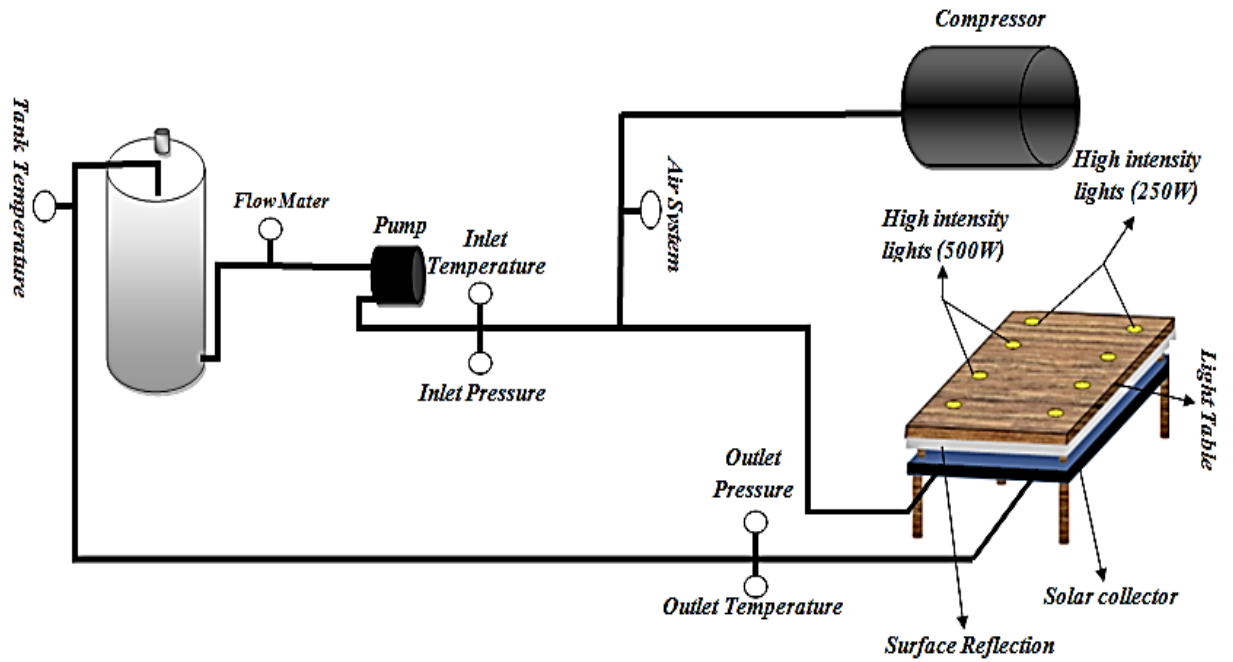 Compressor
Tank Temperature
Flow Mater
Pump
Inlet
Temperature
Air System
High intensity
lights (250W)
High intensity
lights (500W)
Inlet Pressure
Light Table
Outlet
Pressure
Outlet Temperature
Solar collector
Surface Reflection